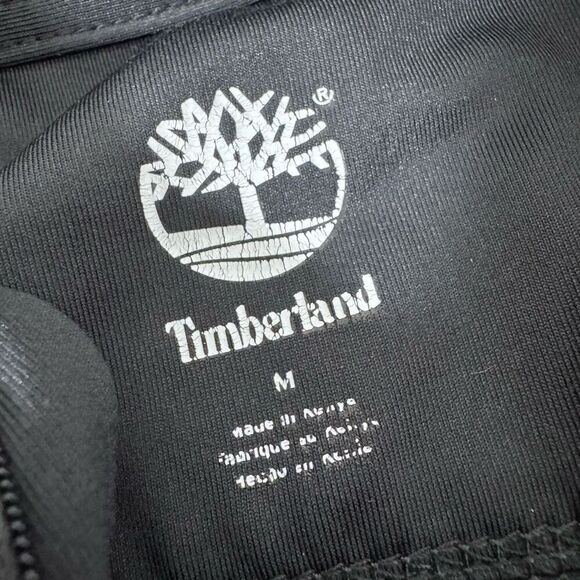 ®
Timberland
M
Made in Kenya
Fabriqué au Kenya
Hecho en Kenia